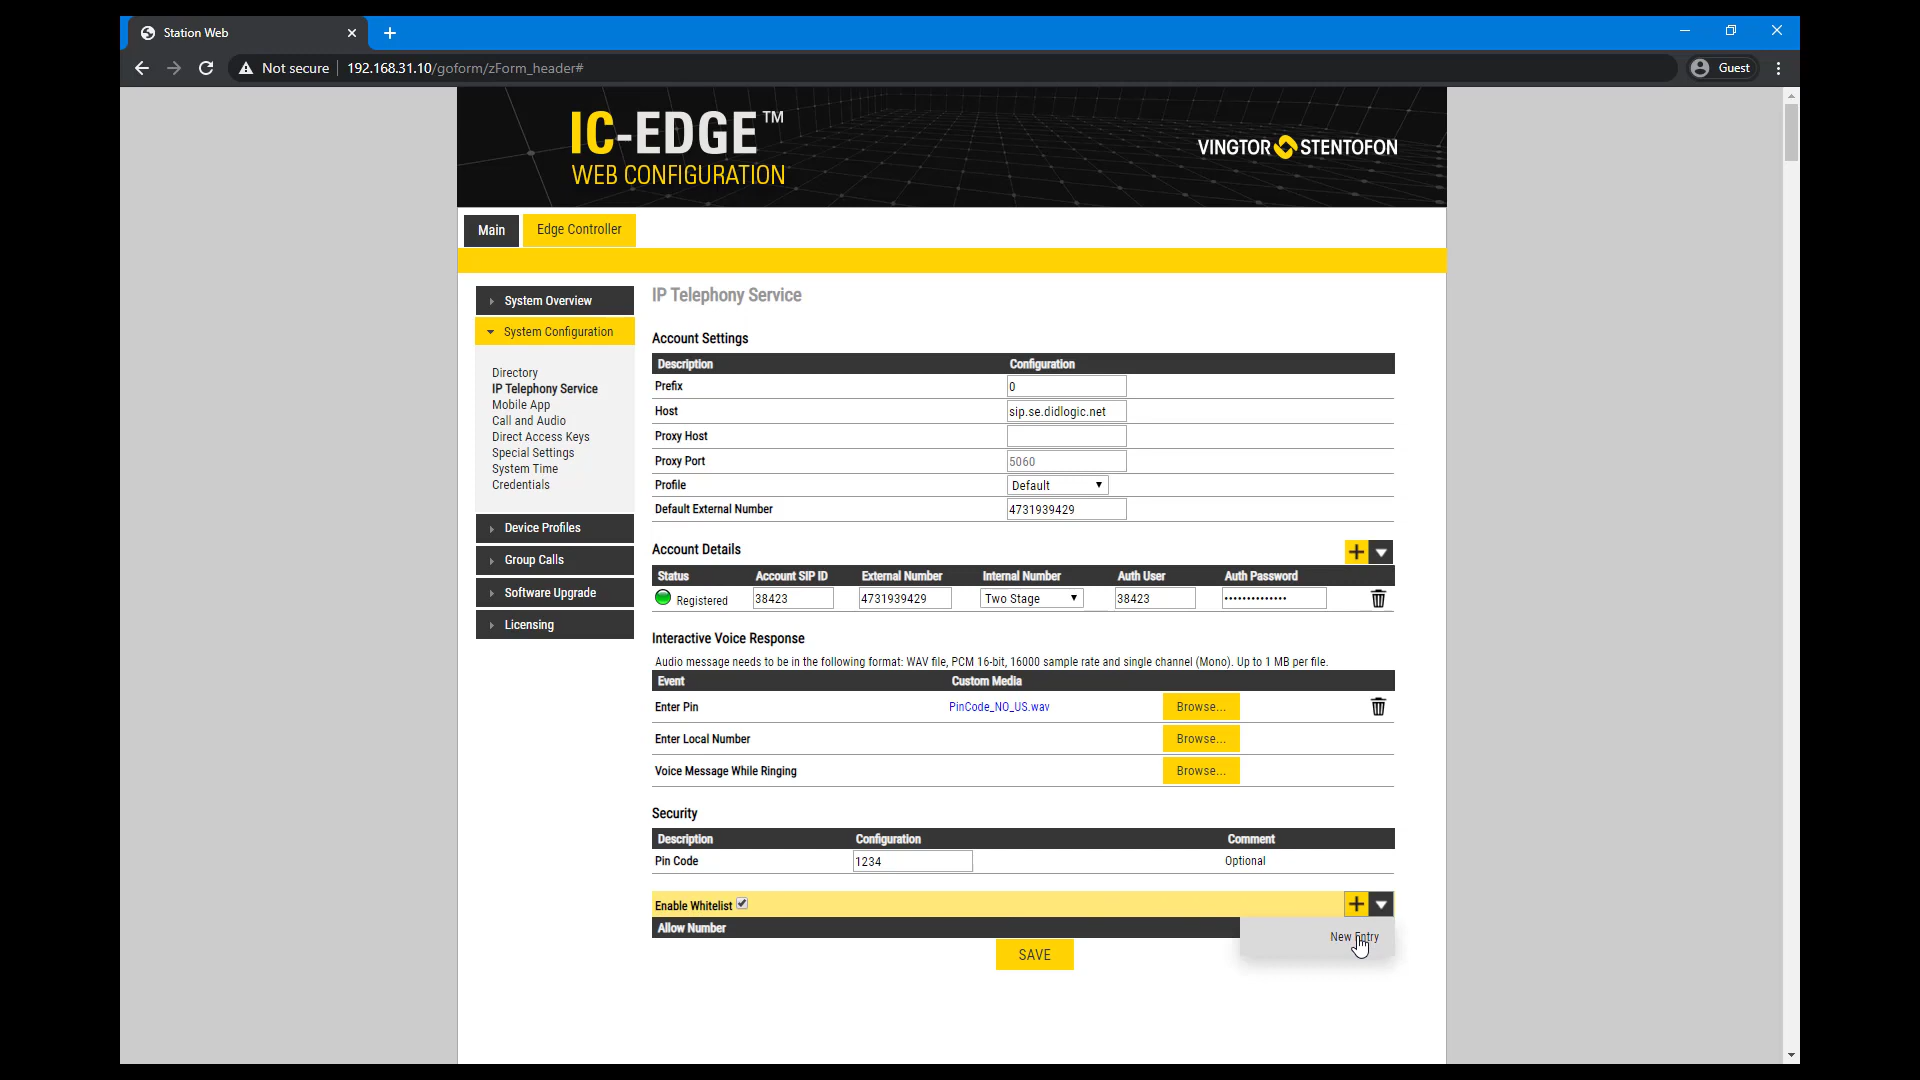 Station Web
Not secure 192.168.31.10/goform/zForm_header# Guest
IC-EDGE™
WEB CONFIGURATION
VINGTOR STENTOFON
Main Edge Controller
System Overview
System Configuration
Directory
IP Telephony Service
Mobile App
Call and Audio
Direct Access Keys
Special Settings
System Time
Credentials
Device Profiles
Group Calls
Software Upgrade
Licensing
IP Telephony Service
Account Settings
Description Configuration
Prefix 0
Host sip.se.didlogic.net
Proxy Host
Proxy Port 5060
Profile Default
Default External Number 4731939429
Account Details
Status Account SIP ID External Number Internal Number Auth User Auth Password
Registered 38423 4731939429 Two Stage 38423 ••••••••••••••
Interactive Voice Response
Audio message needs to be in the following format: WAV file, PCM 16-bit, 16000 sample rate and single channel (Mono). Up to 1 MB per file.
Event Custom Media
Enter Pin PinCode_NO_US.wav Browse...
Enter Local Number Browse...
Voice Message While Ringing Browse...
Security
Description Configuration Comment
Pin Code 1234 Optional
Enable Whitelist
Allow Number
New Entry
SAVE